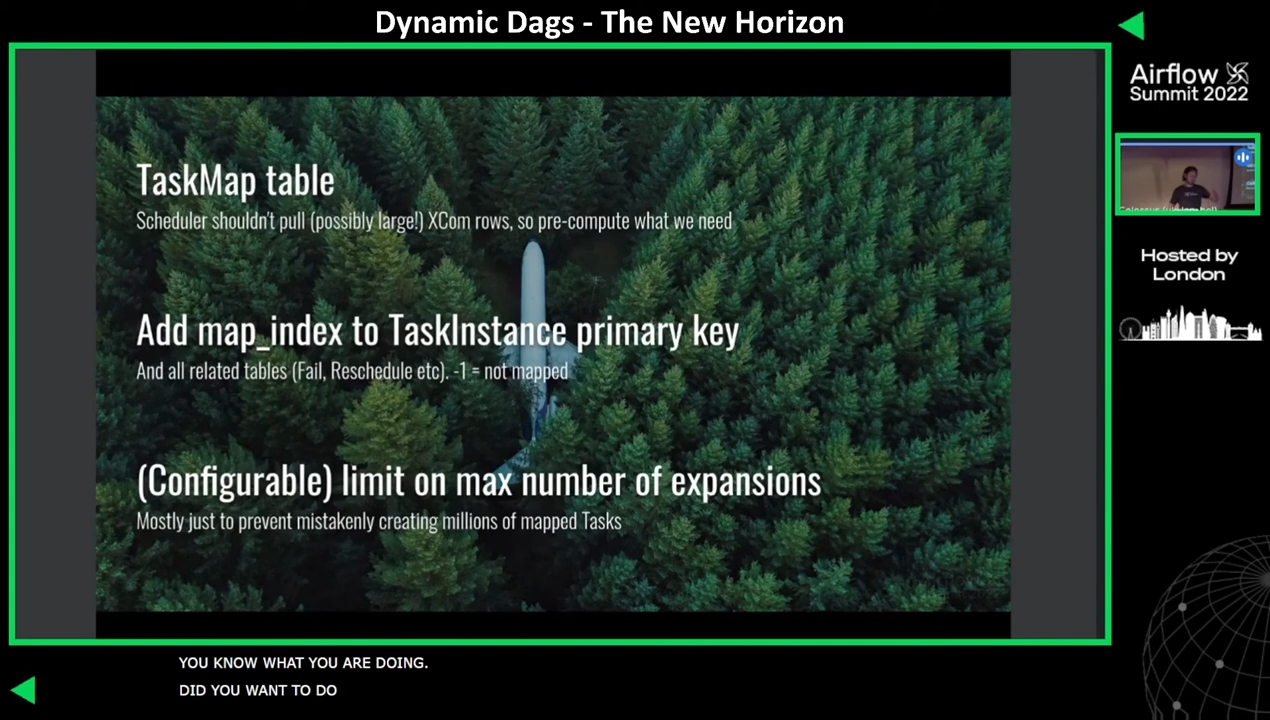 Dynamic Dags - The New Horizon
Airflow
Summit 2022
TaskMap table
Scheduler shouldn't pull (possibly large!) XCom rows, so pre-compute what we need
Add map_index to TaskInstance primary key
And all related tables (Fail, Reschedule etc). -1 = not mapped
(Configurable) limit on max number of expansions
Mostly just to prevent mistakenly creating millions of mapped Tasks
Hosted by
London
YOU KNOW WHAT YOU ARE DOING.
DID YOU WANT TO DO